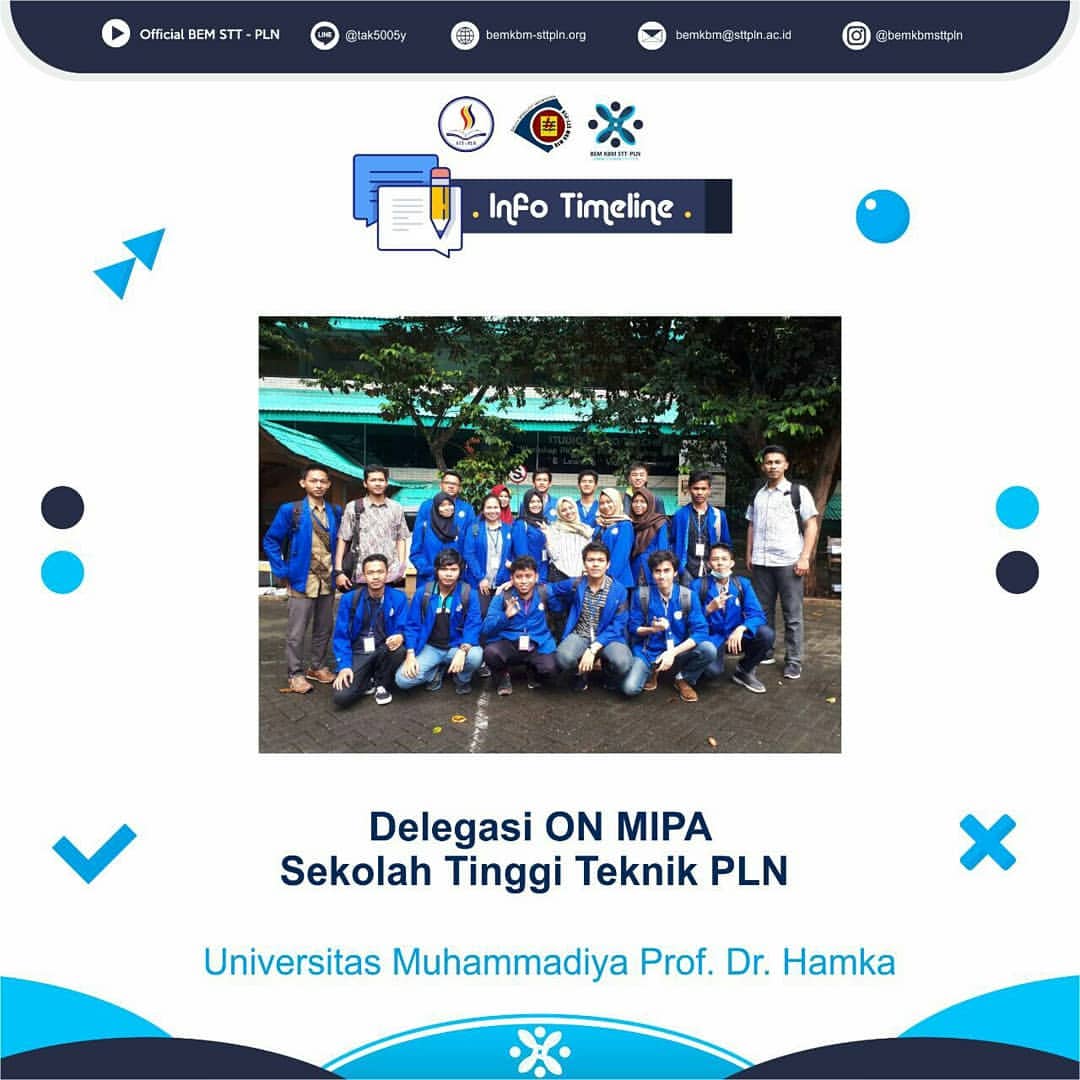 Official BEM STT - PLN
@tak5005y
bemkbm-sttpln.org
bemkbm@sttpln.ac.id
@bemkbmsttpln
LINE
STT - PLN
BEM KBM STT-PLN
. Info Timeline .
STUDIO
Delegasi ON MIPA
Sekolah Tinggi Teknik PLN
Universitas Muhammadiya Prof. Dr. Hamka